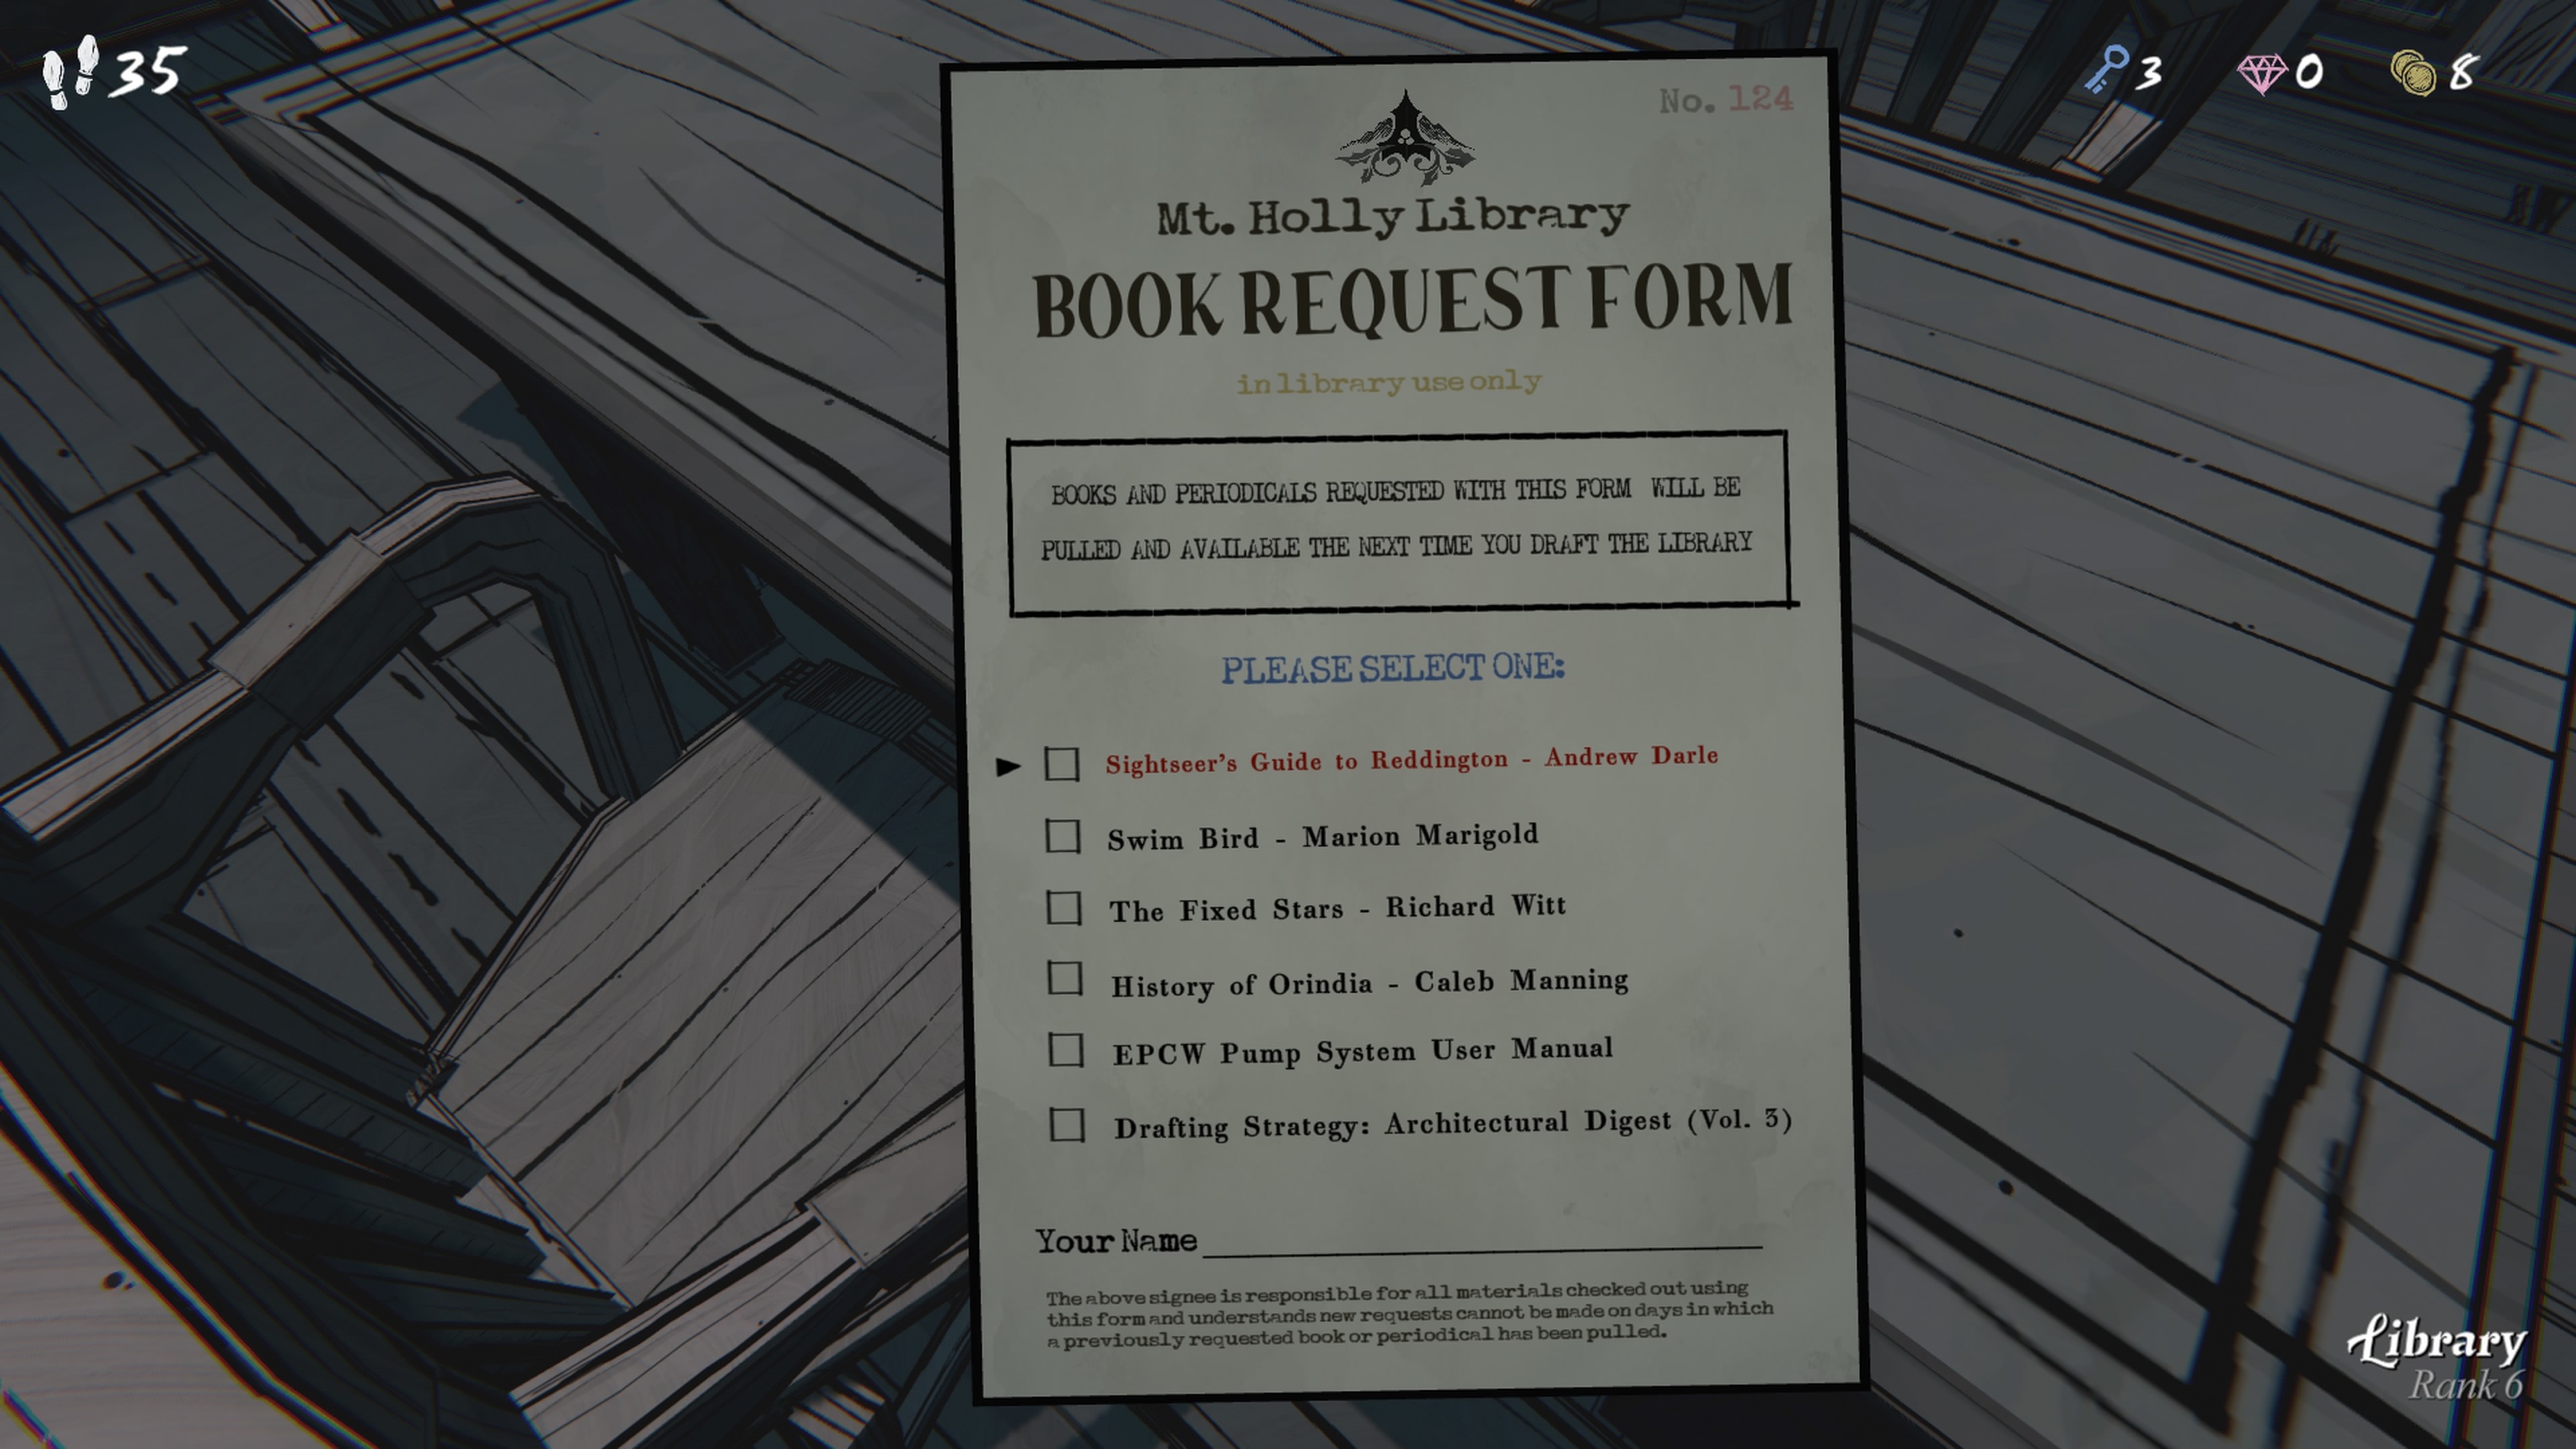 35
3
0
8
No. 124
Mt. Holly Library
BOOK REQUEST FORM
in library use only
BOOKS AND PERIODICALS REQUESTED WITH THIS FORM WILL BE
PULLED AND AVAILABLE THE NEXT TIME YOU DRAFT THE LIBRARY
PLEASE SELECT ONE:
Sightseer's Guide to Reddington - Andrew Darle
Swim Bird - Marion Marigold
The Fixed Stars - Richard Witt
History of Orindia - Caleb Manning
EPCW Pump System User Manual
Drafting Strategy: Architectural Digest (Vol. 3)
Your Name
The above signee is responsible for all materials checked out using
this form and understands new requests cannot be made on days in which
a previously requested book or periodical has been pulled.
Library
Rank 6